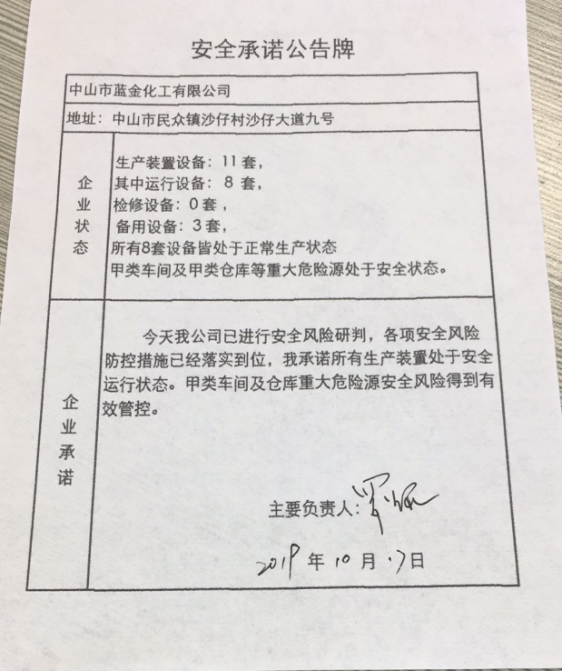 安全承诺公告牌
中山市蓝金化工有限公司
地址：中山市民众镇沙仔村沙仔大道九号
企业状态
生产装置设备：11套，
其中运行设备：8套，
检修设备：0套，
备用设备：3套，
所有8套设备皆处于正常生产状态
甲类车间及甲类仓库等重大危险源处于安全状态。
企业承诺
今天我公司已进行安全风险研判，各项安全风险
防控措施已经落实到位，我承诺所有生产装置处于安全
运行状态。甲类车间及仓库重大危险源安全风险得到有
效管控。
主要负责人：
2019年10月17日